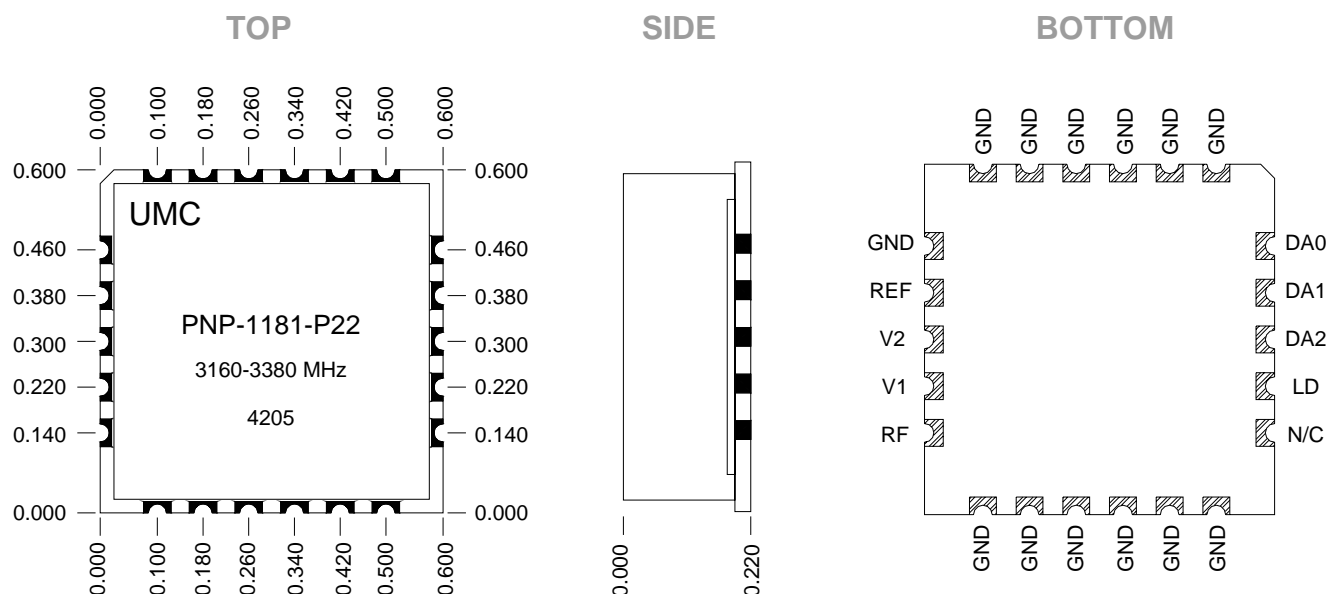 TOP
SIDE
BOTTOM
0.000
0.100
0.180
0.260
0.340
0.420
0.500
0.600
0.600
0.460
0.380
0.300
0.220
0.140
0.000
UMC
PNP-1181-P22
3160-3380 MHz
4205
0.600
0.460
0.380
0.300
0.220
0.140
0.000
0.000
0.100
0.180
0.260
0.340
0.420
0.500
0.600
0.000
0.220
GND
GND
GND
GND
GND
GND
GND
REF
V2
V1
RF
DA0
DA1
DA2
LD
N/C
GND
GND
GND
GND
GND
GND